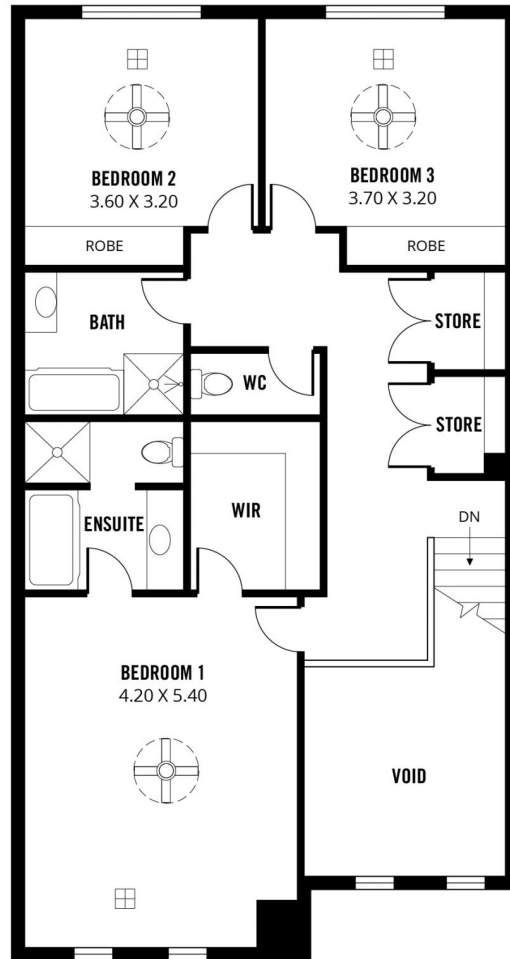 BEDROOM 2
3.60 X 3.20
BEDROOM 3
3.70 X 3.20
ROBE
ROBE
BATH
STORE
WC
STORE
ENSUITE
WIR
DN
BEDROOM 1
4.20 X 5.40
VOID